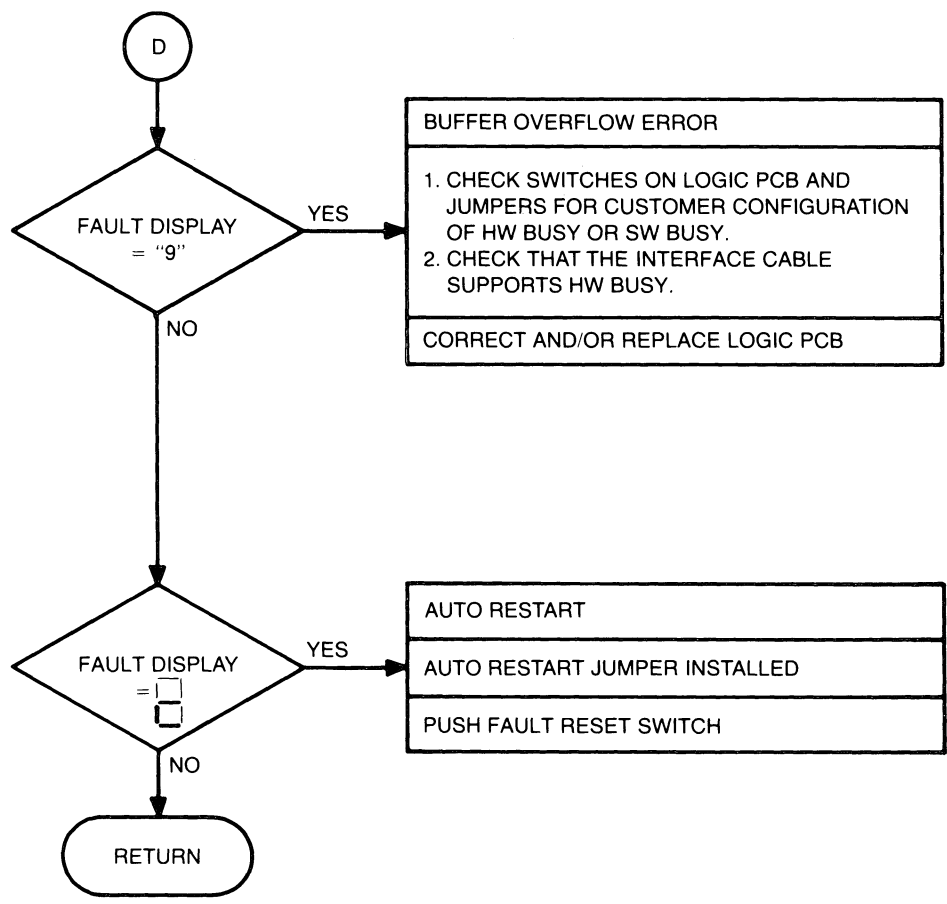 D
FAULT DISPLAY
= "9"
YES
NO
BUFFER OVERFLOW ERROR
1. CHECK SWITCHES ON LOGIC PCB AND
JUMPERS FOR CUSTOMER CONFIGURATION
OF HW BUSY OR SW BUSY.
2. CHECK THAT THE INTERFACE CABLE
SUPPORTS HW BUSY.
CORRECT AND/OR REPLACE LOGIC PCB
FAULT DISPLAY
=
YES
NO
AUTO RESTART
AUTO RESTART JUMPER INSTALLED
PUSH FAULT RESET SWITCH
RETURN